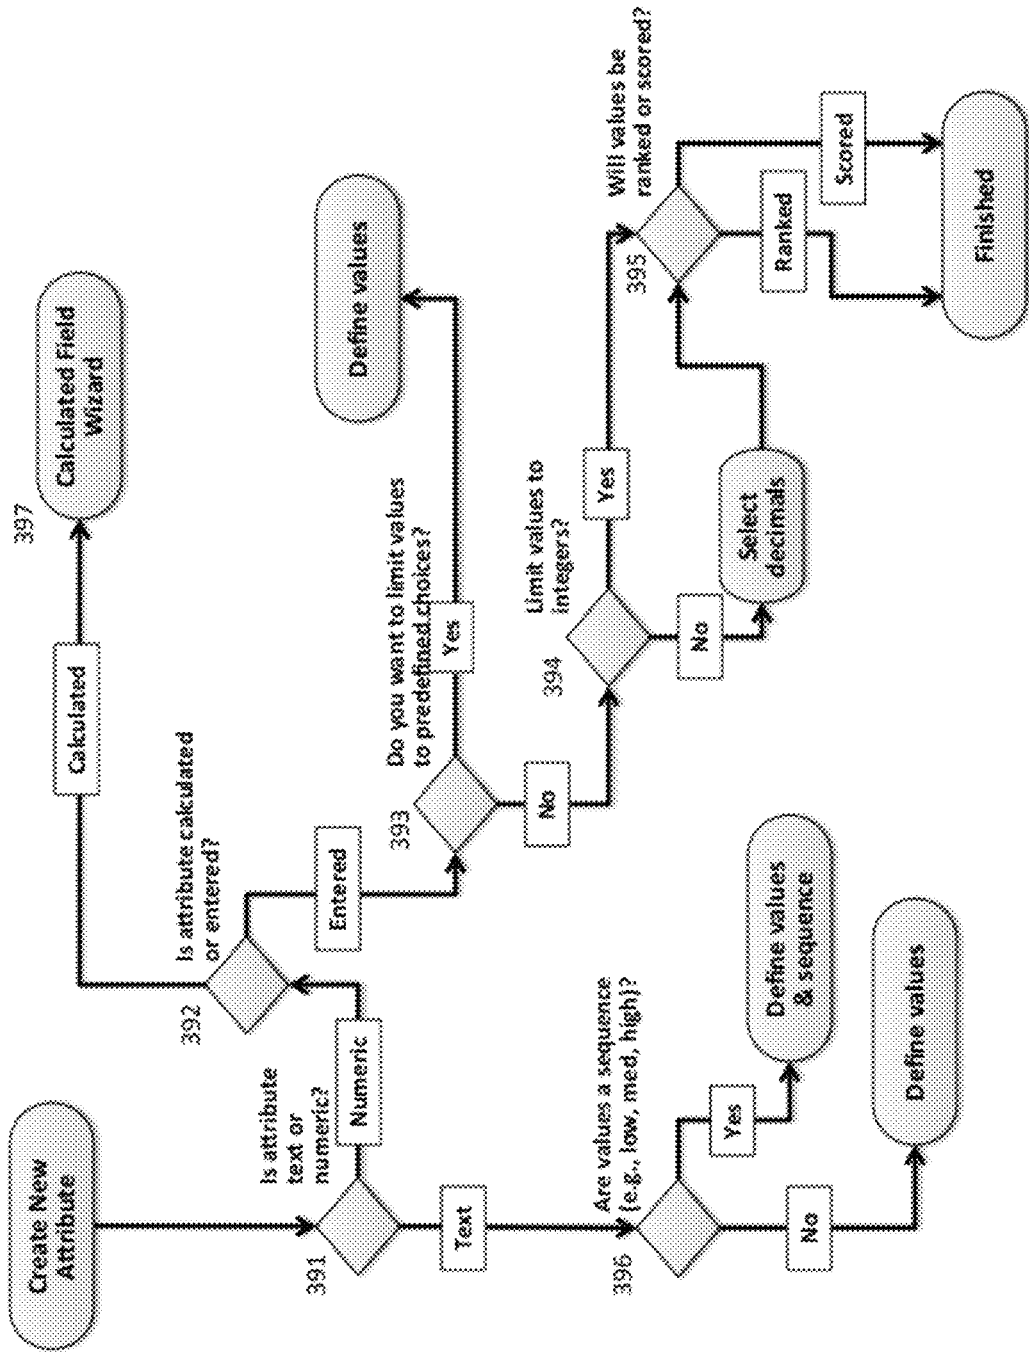 Create New
Attribute
391
Is attribute
text or
numeric?
Text
Numeric
392
Is attribute calculated
or entered?
Calculated
397
Calculated Field
Wizard
Entered
393
Do you want to limit values
to predefined choices?
Yes
Define values
No
394
Limit values to
integers?
Yes
No
Select
decimals
395
Will values be
ranked or scored?
Ranked
Scored
Finished
396
Are values a sequence
(e.g., low, med, high)?
Yes
Define values
& sequence
No
Define values